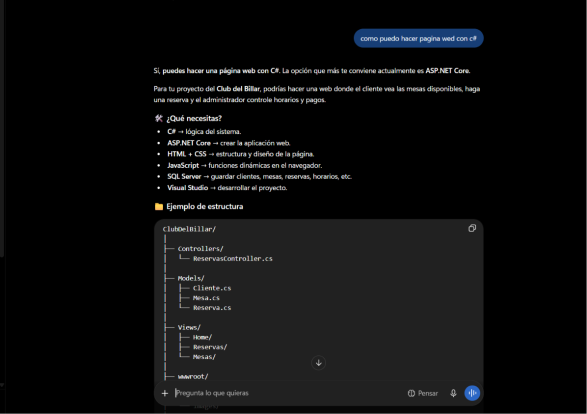 como puedo hacer pagina wed con c#
Sí, puedes hacer una página web con C#. La opción que más te conviene actualmente es ASP.NET Core.
Para tu proyecto del Club del Billar, podrías hacer una web donde el cliente vea las mesas disponibles, haga
una reserva y el administrador controle horarios y pagos.
🛠️ ¿Qué necesitas?
• C# → lógica del sistema.
• ASP.NET Core → crear la aplicación web.
• HTML + CSS → estructura y diseño de la página.
• JavaScript → funciones dinámicas en el navegador.
• SQL Server → guardar clientes, mesas, reservas, horarios, etc.
• Visual Studio → desarrollar el proyecto.
📁 Ejemplo de estructura
ClubDelBillar/
│
├── Controllers/
│   └── ReservasController.cs
│
├── Models/
│   ├── Cliente.cs
│   ├── Mesa.cs
│   └── Reserva.cs
│
├── Views/
│   ├── Home/
│   ├── Reservas/
│   └── Mesas/
│
├── wwwroot/
Pregunta lo que quieras
Pensar